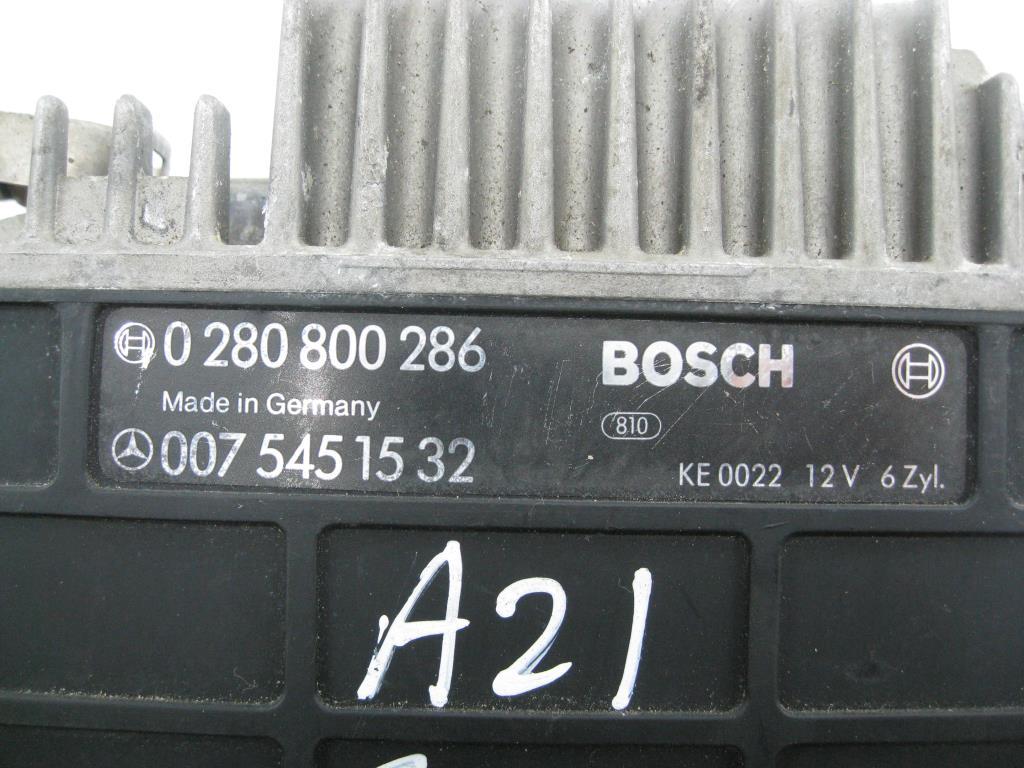 0 280 800 286
BOSCH
Made in Germany
810
007 545 15 32
KE 0022 12 V 6 Zyl.
A21